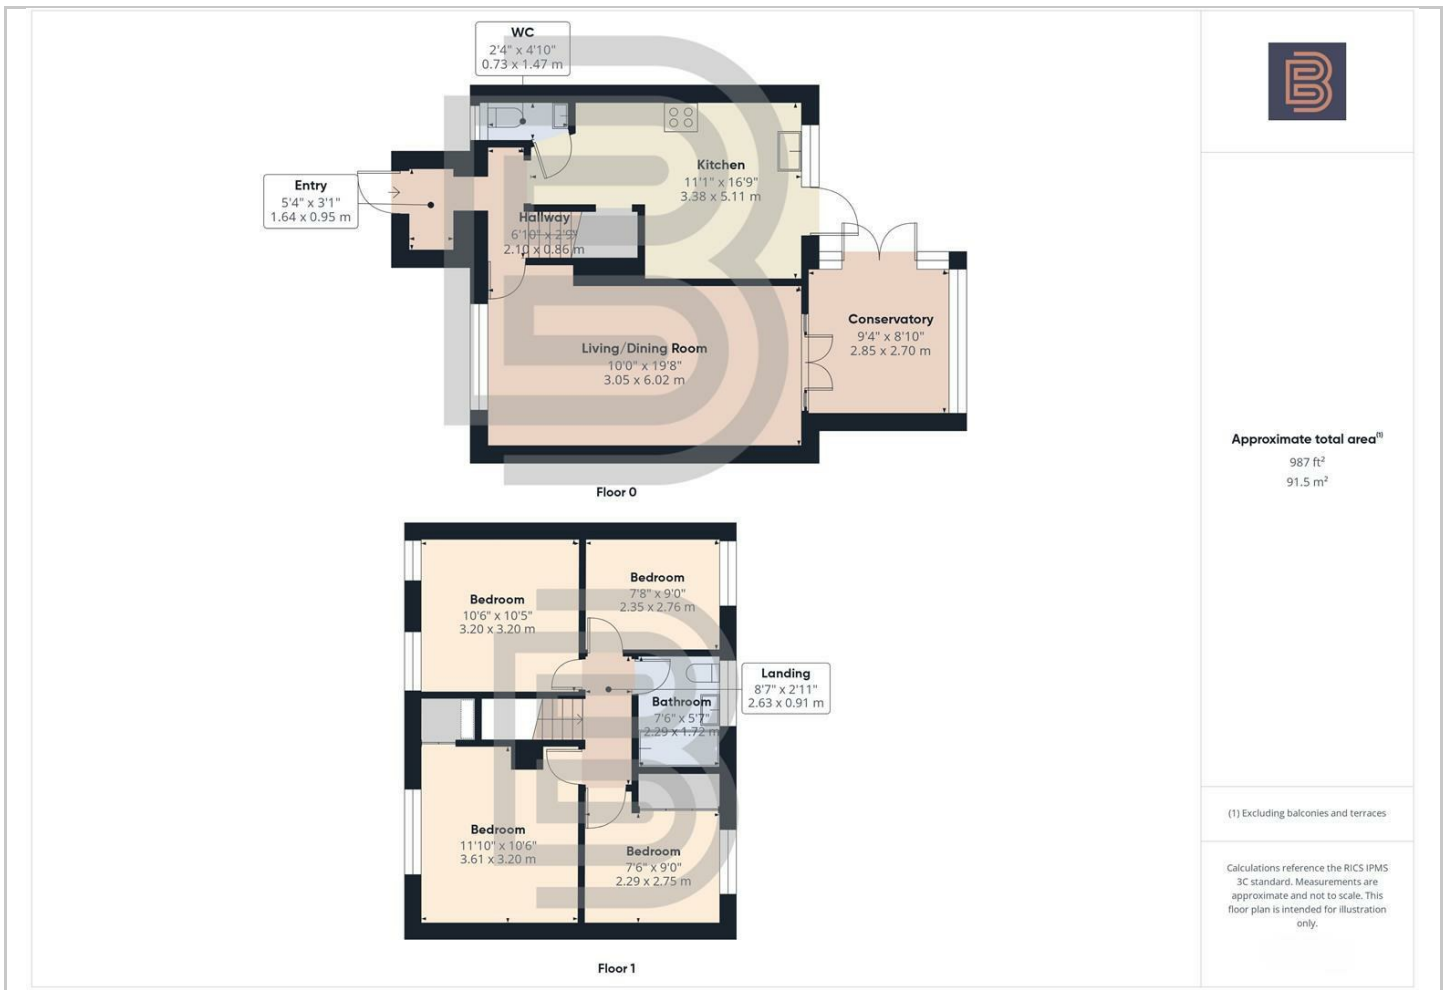 WC
2'4" x 4'10"
0.73 x 1.47 m
Entry
5'4" x 3'1"
1.64 x 0.95 m
Kitchen
11'1" x 16'9"
3.38 x 5.11 m
Hallway
6'10" x 2'9"
2.10 x 0.86 m
Living/Dining Room
10'0" x 19'8"
3.05 x 6.02 m
Conservatory
9'4" x 8'10"
2.85 x 2.70 m
Floor 0
Bedroom
10'6" x 10'5"
3.20 x 3.20 m
Bedroom
7'8" x 9'0"
2.35 x 2.76 m
Landing
8'7" x 2'11"
2.63 x 0.91 m
Bathroom
7'6" x 5'7"
2.29 x 1.72 m
Bedroom
11'10" x 10'6"
3.61 x 3.20 m
Bedroom
7'6" x 9'0"
2.29 x 2.75 m
Floor 1
B
Approximate total area(1)
987 ft²
91.5 m²
(1) Excluding balconies and terraces
Calculations reference the RICS IPMS
3C standard. Measurements are
approximate and not to scale. This
floor plan is intended for illustration
only.